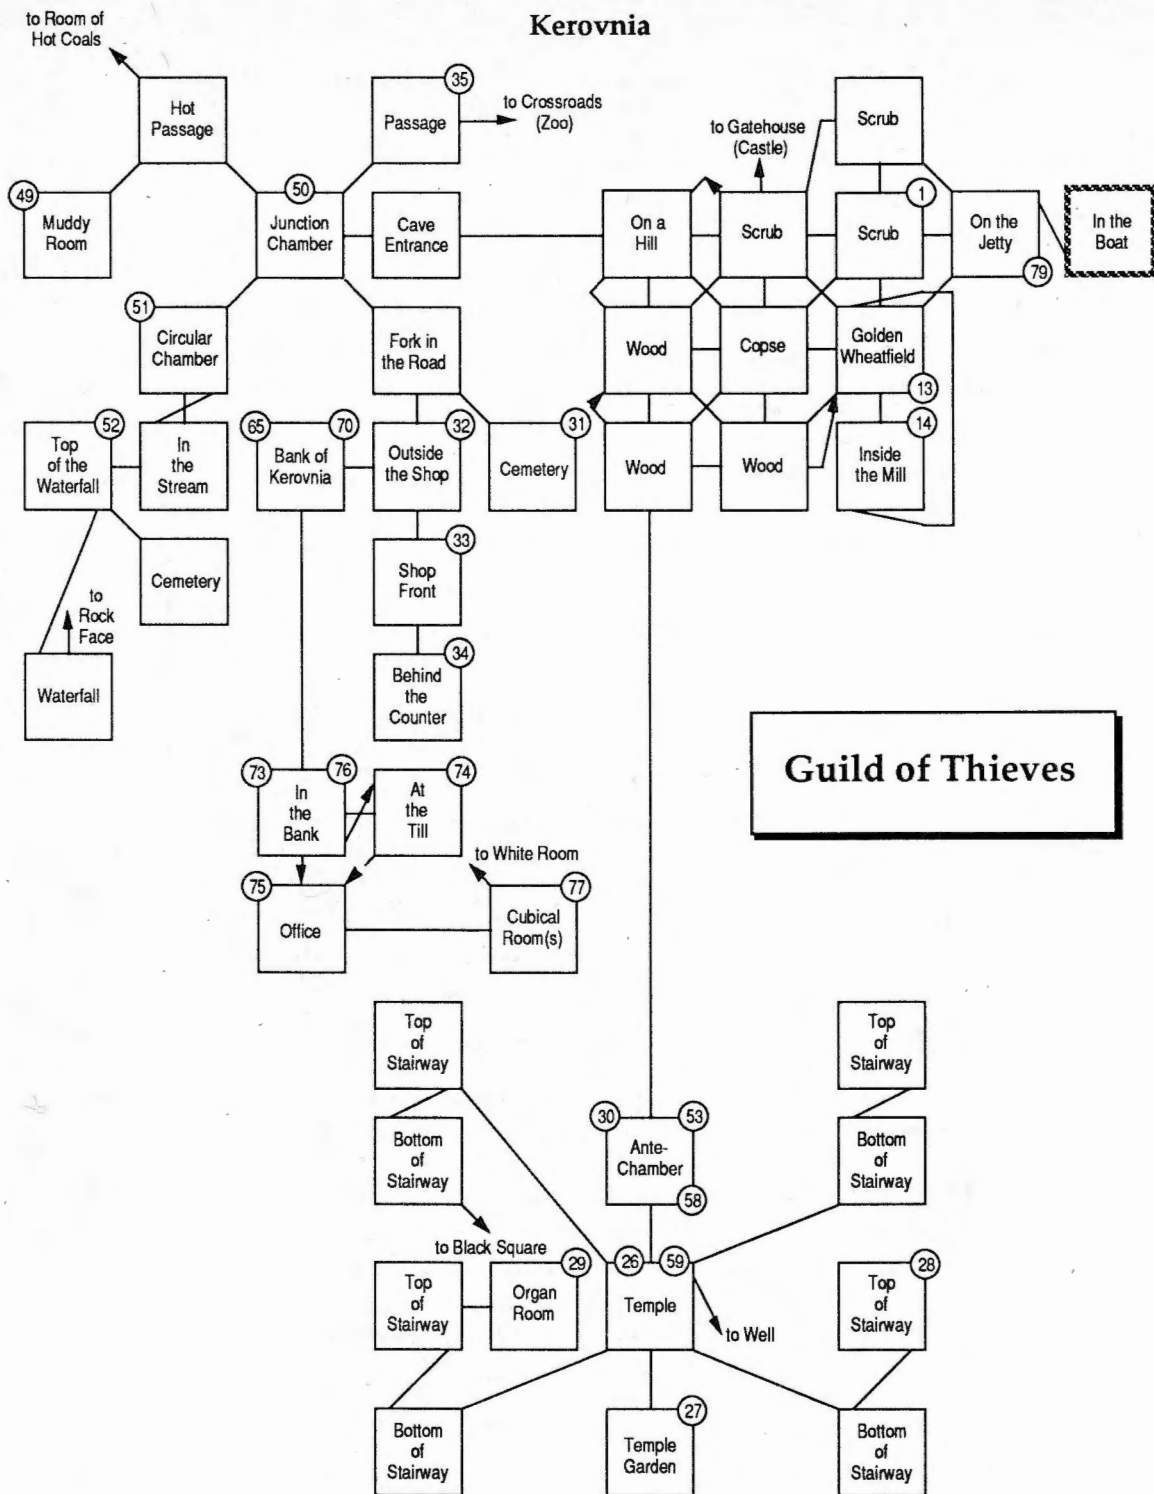 Kerovnia
to Room of
Hot Coals
Hot
Passage
35
Passage
to Crossroads
(Zoo)
to Gatehouse
(Castle)
Scrub
49
Muddy
Room
50
Junction
Chamber
Cave
Entrance
On a
Hill
Scrub
1
Scrub
On the
Jetty
79
In the
Boat
51
Circular
Chamber
Fork in
the Road
Wood
Copse
Golden
Wheatfield
13
52
Top
of the
Waterfall
In
the
Stream
65
70
Bank of
Kerovnia
32
Outside
the Shop
31
Cemetery
Wood
Wood
14
Inside
the Mill
Cemetery
33
Shop
Front
to
Rock
Face
Waterfall
34
Behind
the
Counter
Guild of Thieves
73
76
In
the
Bank
74
At
the
Till
to White Room
75
Office
77
Cubical
Room(s)
Top
of
Stairway
Top
of
Stairway
Bottom
of
Stairway
30
53
Ante-
Chamber
58
Bottom
of
Stairway
to Black Square
Top
of
Stairway
29
Organ
Room
26
59
Temple
to Well
28
Top
of
Stairway
Bottom
of
Stairway
27
Temple
Garden
Bottom
of
Stairway